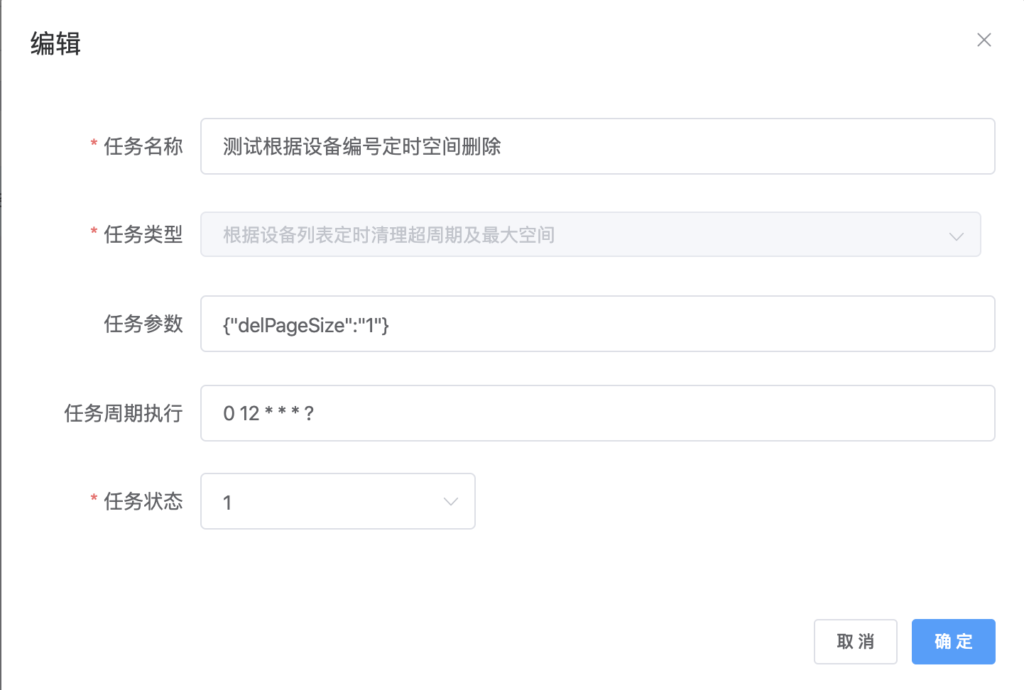 编辑
* 任务名称 测试根据设备编号定时空间删除
* 任务类型 根据设备列表定时清理超周期及最大空间
任务参数 {"delPageSize":"1"}
任务周期执行 0 12 * * * ?
* 任务状态 1
取 消 确 定